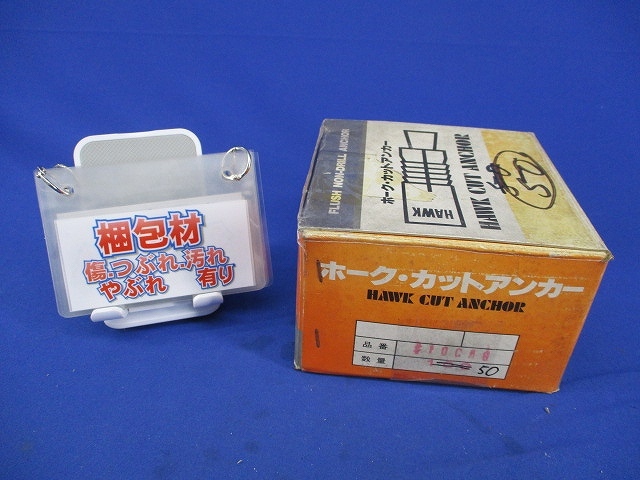 梱包材
傷・つぶれ・汚れ
やぶれ 有り
FLUSH NON-DRILL ANCHOR
ホーク・カットアンカー
HAWK
HAWK CUT ANCHOR
50
ホーク・カットアンカー
HAWK CUT ANCHOR
品番
数量 50